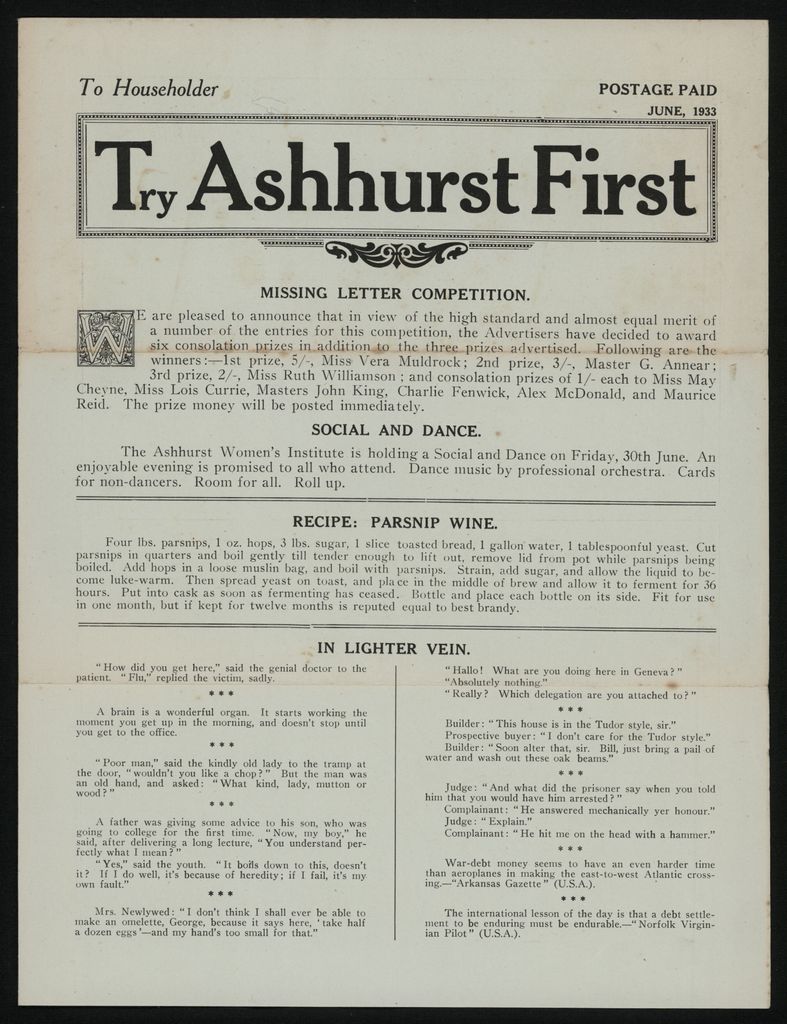 To Householder
POSTAGE PAID
JUNE, 1933
Try Ashhurst First
MISSING LETTER COMPETITION.
WE are pleased to announce that in view of the high standard and almost equal merit of
a number of the entries for this competition, the Advertisers have decided to award
six consolation prizes in addition to the three prizes advertised. Following are the
winners:—1st prize, 5/-, Miss Vera Muldrock; 2nd prize, 3/-, Master G. Annear;
3rd prize, 2/-, Miss Ruth Williamson; and consolation prizes of 1/- each to Miss May
Cheyne, Miss Lois Currie, Masters John King, Charlie Fenwick, Alex McDonald, and Maurice
Reid. The prize money will be posted immediately.
SOCIAL AND DANCE.
The Ashhurst Women's Institute is holding a Social and Dance on Friday, 30th June. An
enjoyable evening is promised to all who attend. Dance music by professional orchestra. Cards
for non-dancers. Room for all. Roll up.
RECIPE: PARSNIP WINE.
Four lbs. parsnips, 1 oz. hops, 3 lbs. sugar, 1 slice toasted bread, 1 gallon water, 1 tablespoonful yeast. Cut
parsnips in quarters and boil gently till tender enough to lift out, remove lid from pot while parsnips being
boiled. Add hops in a loose muslin bag, and boil with parsnips. Strain, add sugar, and allow the liquid to be-
come luke-warm. Then spread yeast on toast, and place in the middle of brew and allow it to ferment for 36
hours. Put into cask as soon as fermenting has ceased. Bottle and place each bottle on its side. Fit for use
in one month, but if kept for twelve months is reputed equal to best brandy.
IN LIGHTER VEIN.
"How did you get here," said the genial doctor to the
patient. "Flu," replied the victim, sadly.
* * *
A brain is a wonderful organ. It starts working the
moment you get up in the morning, and doesn't stop until
you get to the office.
* * *
"Poor man," said the kindly old lady to the tramp at
the door, "wouldn't you like a chop?" But the man was
an old hand, and asked: "What kind, lady, mutton or
wood?"
* * *
A father was giving some advice to his son, who was
going to college for the first time. "Now, my boy," he
said, after delivering a long lecture, "You understand per-
fectly what I mean?"
"Yes," said the youth. "It boils down to this, doesn't
it? If I do well, it's because of heredity; if I fail, it's my
own fault."
* * *
Mrs. Newlywed: "I don't think I shall ever be able to
make an omelette, George, because it says here, 'take half
a dozen eggs'—and my hand's too small for that."
"Hallo! What are you doing here in Geneva?"
"Absolutely nothing."
"Really? Which delegation are you attached to?"
* * *
Builder: "This house is in the Tudor style, sir."
Prospective buyer: "I don't care for the Tudor style."
Builder: "Soon alter that, sir. Bill, just bring a pail of
water and wash out these oak beams."
* * *
Judge: "And what did the prisoner say when you told
him that you would have him arrested?"
Complainant: "He answered mechanically yer honour."
Judge: "Explain."
Complainant: "He hit me on the head with a hammer."
* * *
War-debt money seems to have an even harder time
than aeroplanes in making the east-to-west Atlantic cross-
ing.—"Arkansas Gazette" (U.S.A.).
* * *
The international lesson of the day is that a debt settle-
ment to be enduring must be endurable.—"Norfolk Virgin-
ian Pilot" (U.S.A.).